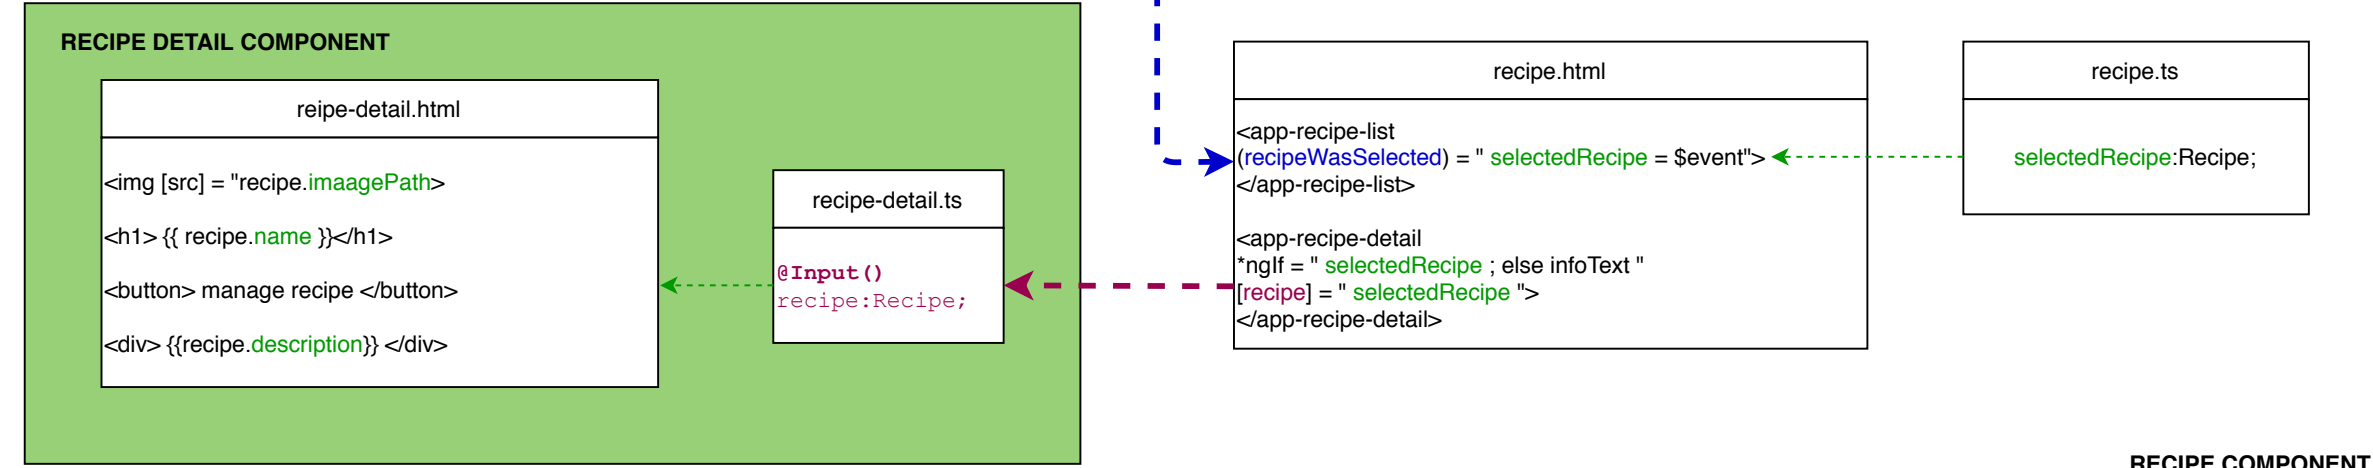 RECIPE DETAIL COMPONENT
reipe-detail.html
<img [src] = "recipe.imaagePath>
<h1> {{ recipe.name }}</h1>
<button> manage recipe </button>
<div> {{recipe.description}} </div>
recipe-detail.ts
@Input()
recipe:Recipe;
recipe.html
<app-recipe-list
(recipeWasSelected) = " selectedRecipe = $event">
</app-recipe-list>
<app-recipe-detail
*ngIf = " selectedRecipe ; else infoText "
[recipe] = " selectedRecipe ">
</app-recipe-detail>
recipe.ts
selectedRecipe:Recipe;
RECIPE COMPONENT